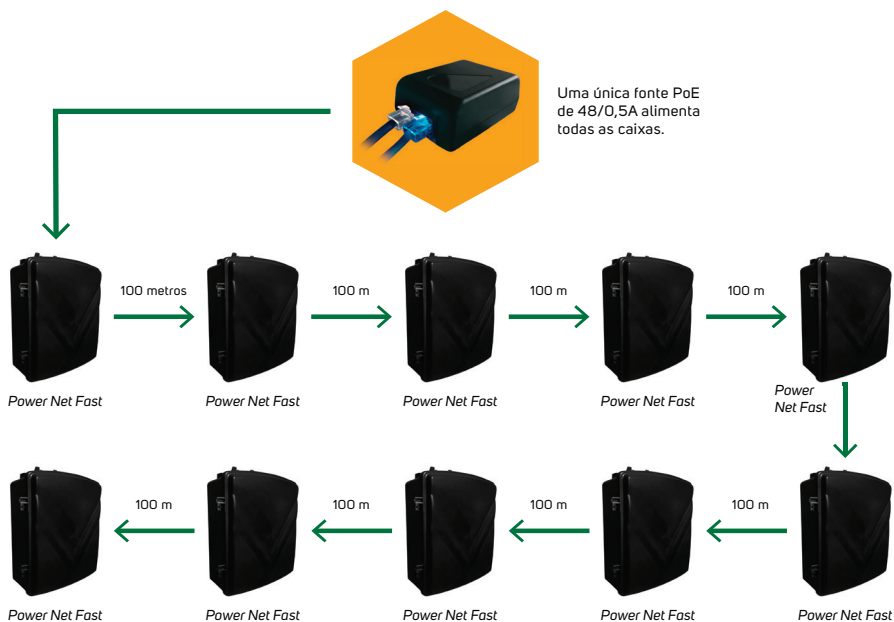 Uma única fonte PoE
de 48/0,5A alimenta
todas as caixas.
100 metros
100 m
100 m
100 m
Power Net Fast
Power Net Fast
Power Net Fast
Power Net Fast
Power
Net Fast
100 m
100 m
100 m
100 m
Power Net Fast
Power Net Fast
Power Net Fast
Power Net Fast
Power Net Fast